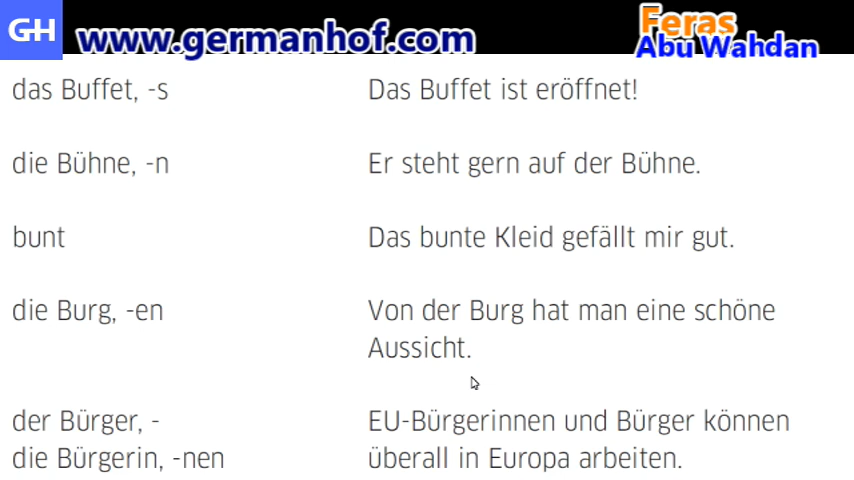 GH www.germanhof.com Feras
Abu Wahdan
das Buffet, -s Das Buffet ist eröffnet!
die Bühne, -n Er steht gern auf der Bühne.
bunt Das bunte Kleid gefällt mir gut.
die Burg, -en Von der Burg hat man eine schöne
Aussicht.
der Bürger, - EU-Bürgerinnen und Bürger können
die Bürgerin, -nen überall in Europa arbeiten.